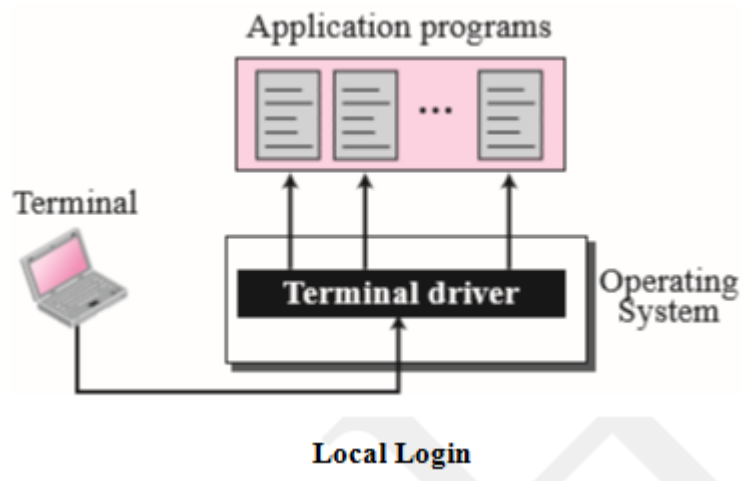 Application programs
...
Terminal
Terminal driver
Operating
System
Local Login